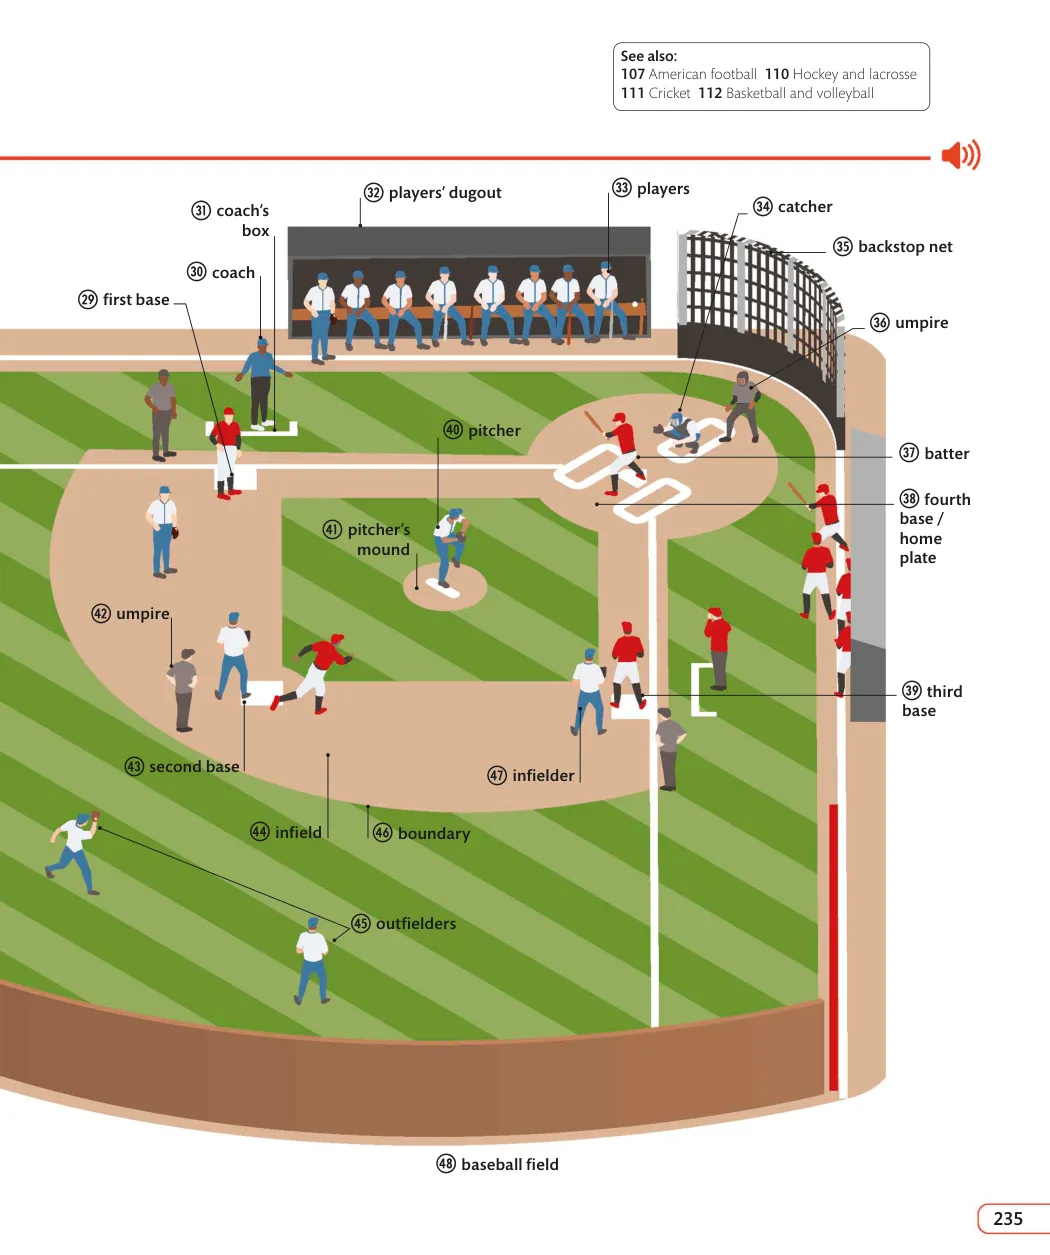 See also:
107 American football 110 Hockey and lacrosse
111 Cricket 112 Basketball and volleyball
32 players' dugout
33 players
31 coach's
box
34 catcher
35 backstop net
30 coach
29 first base
36 umpire
40 pitcher
37 batter
38 fourth
base /
home
plate
41 pitcher's
mound
42 umpire
39 third
base
43 second base
47 infielder
44 infield
46 boundary
45 outfielders
48 baseball field
235